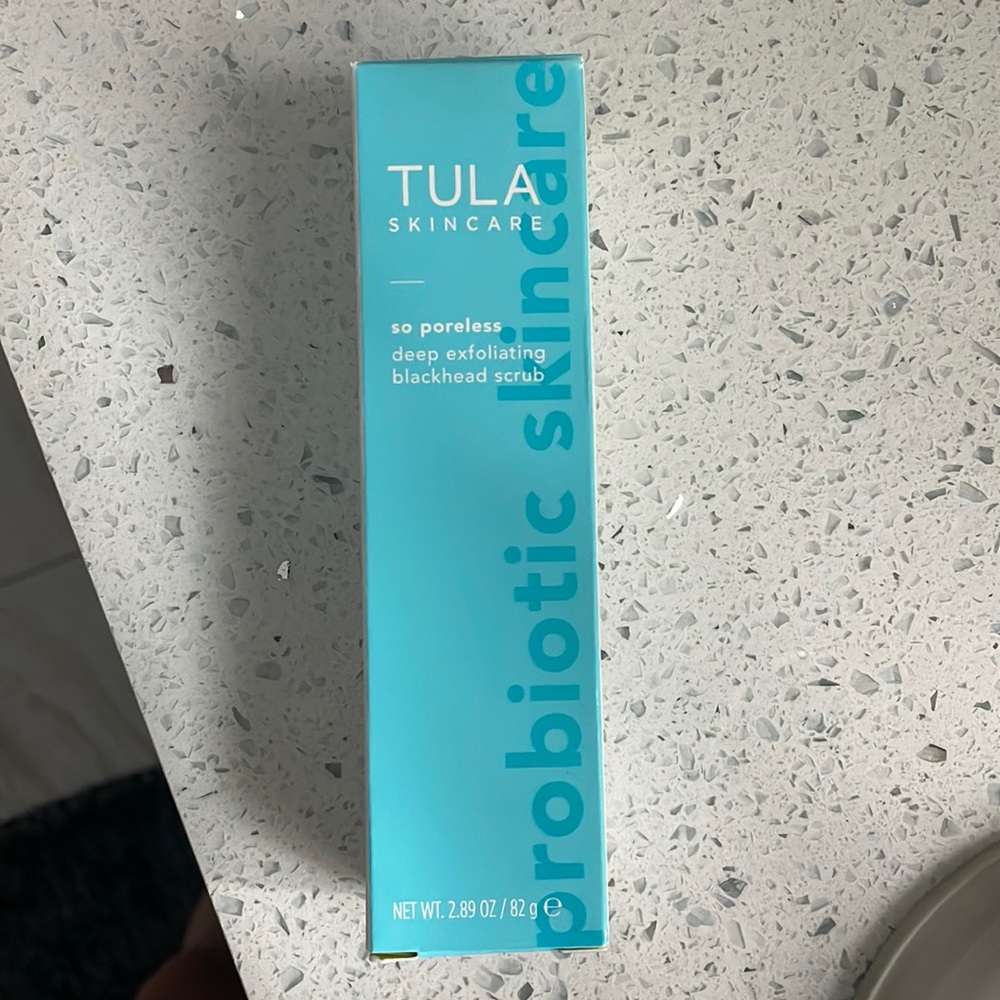 TULA
SKINCARE
so poreless
deep exfoliating
blackhead scrub
probiotic skincare
NET WT. 2.89 OZ / 82 g ℮